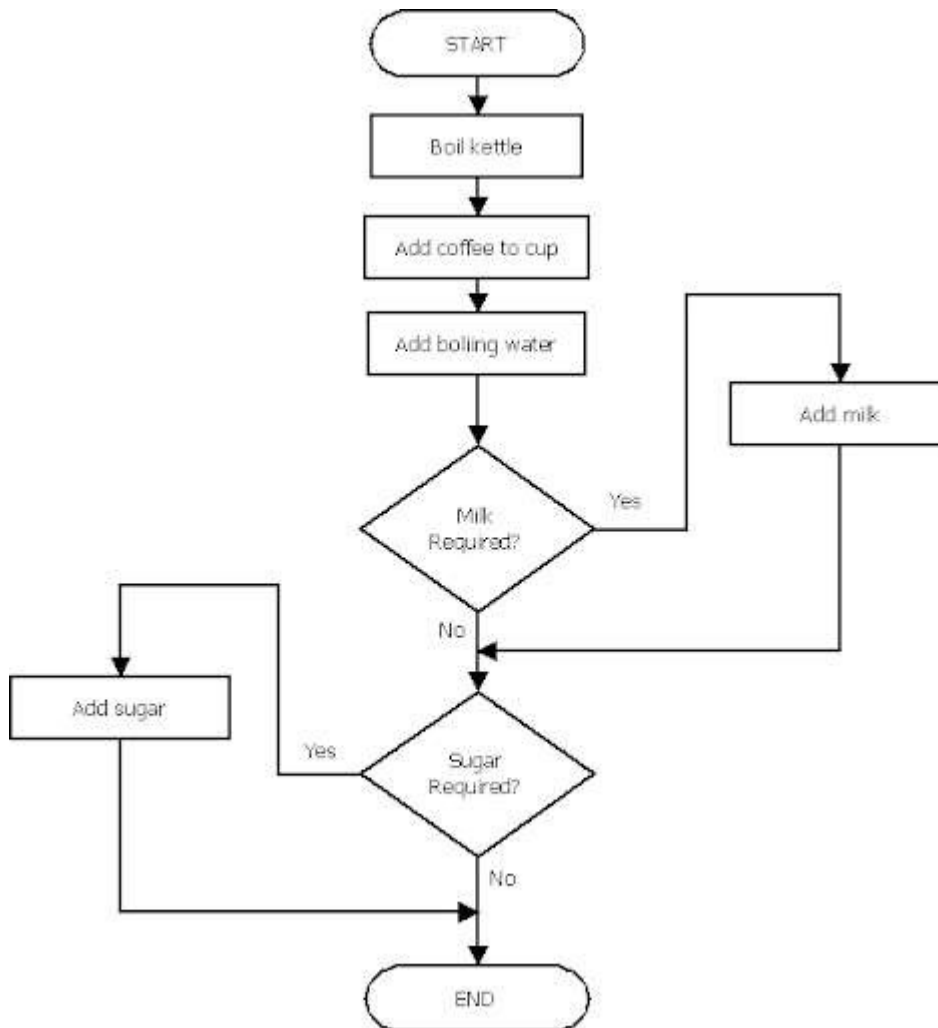 START
Boil kettle
Add coffee to cup
Add boiling water
Add milk
Yes
Milk
Required?
No
Add sugar
Yes
Sugar
Required?
No
END